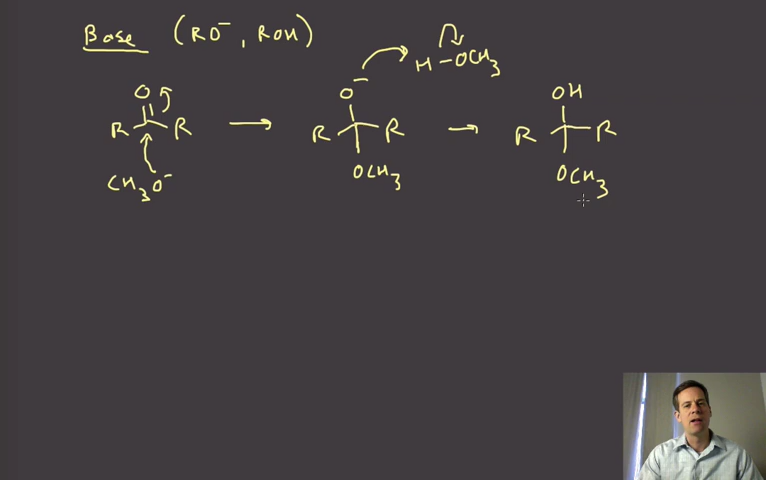 Base (RO⁻, ROH)
H-OCH₃
O O⁻ OH
R R R R R R
CH₃O⁻ OCH₃ OCH₃